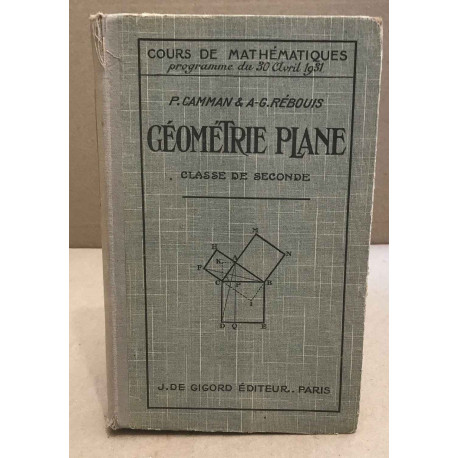 COURS DE MATHÉMATIQUES
programme du 30 Avril 1931
P. CAMMAN & A-G. RÉBOUIS
GÉOMÉTRIE PLANE
CLASSE DE SECONDE
M
H
N
K A
F
C P B
I
D Q E
J. DE GIGORD ÉDITEUR. PARIS